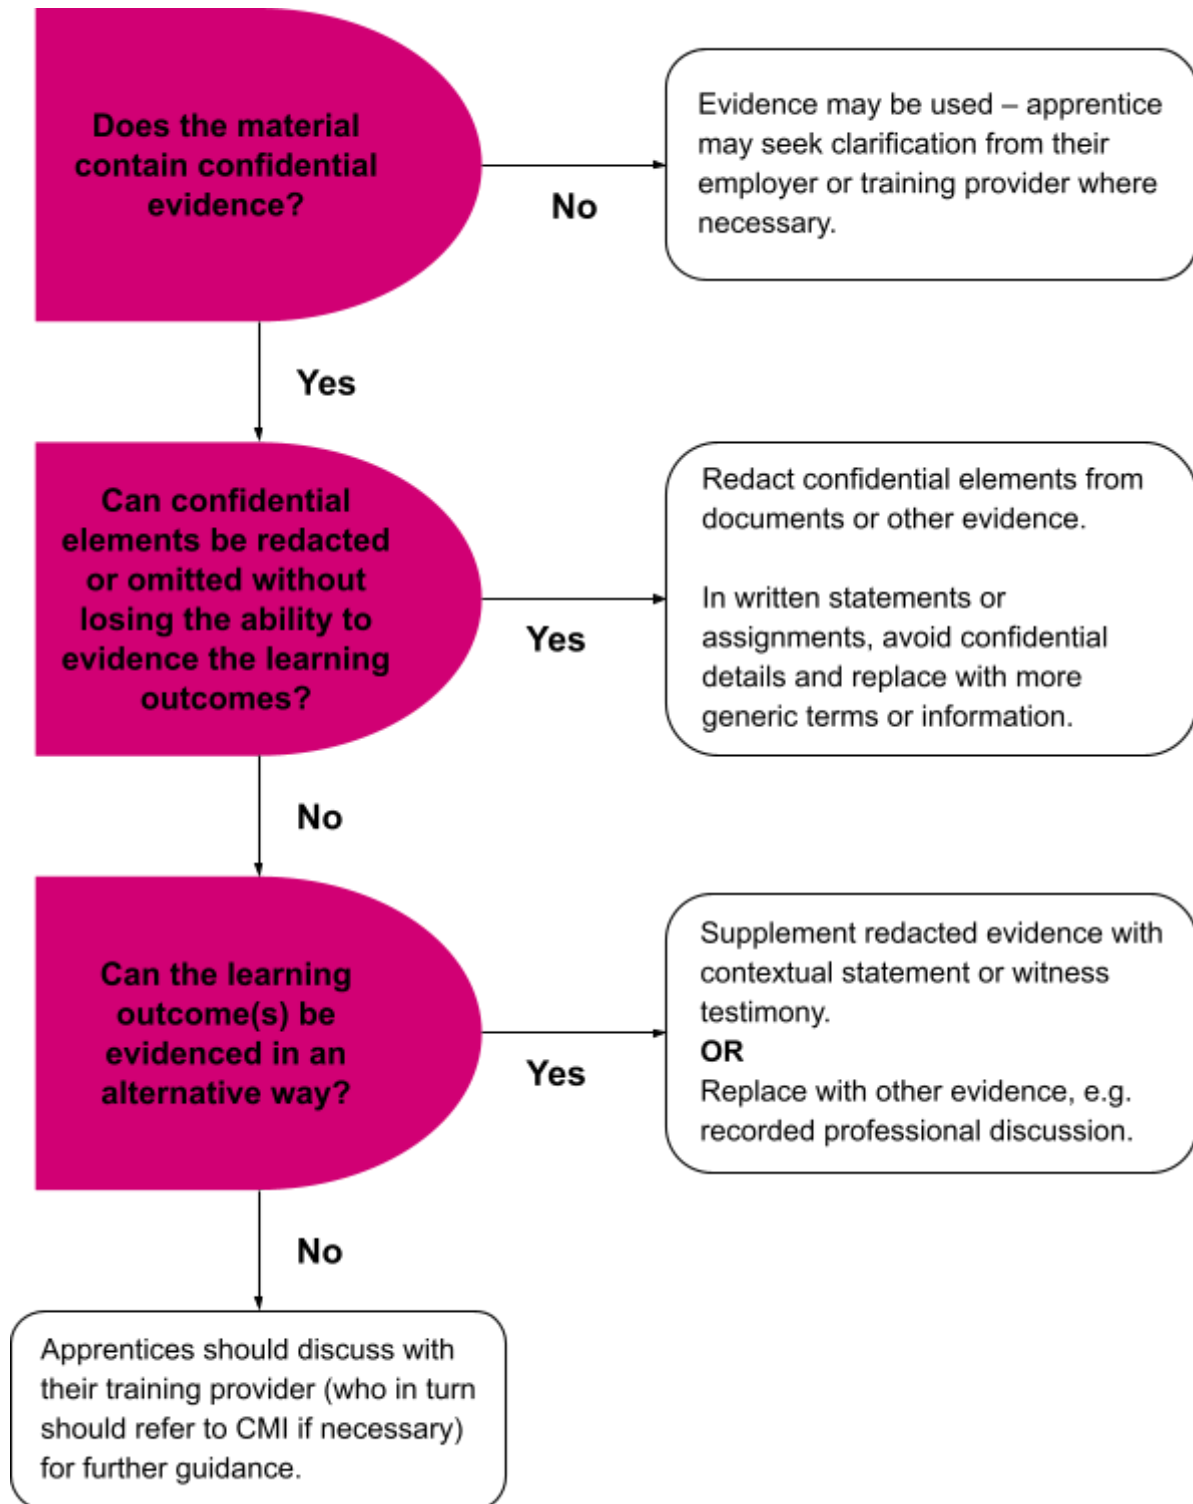 Does the material
contain confidential
evidence?
No
Evidence may be used – apprentice
may seek clarification from their
employer or training provider where
necessary.
Yes
Can confidential
elements be redacted
or omitted without
losing the ability to
evidence the learning
outcomes?
Yes
Redact confidential elements from
documents or other evidence.
In written statements or
assignments, avoid confidential
details and replace with more
generic terms or information.
No
Can the learning
outcome(s) be
evidenced in an
alternative way?
Yes
Supplement redacted evidence with
contextual statement or witness
testimony.
OR
Replace with other evidence, e.g.
recorded professional discussion.
No
Apprentices should discuss with
their training provider (who in turn
should refer to CMI if necessary)
for further guidance.